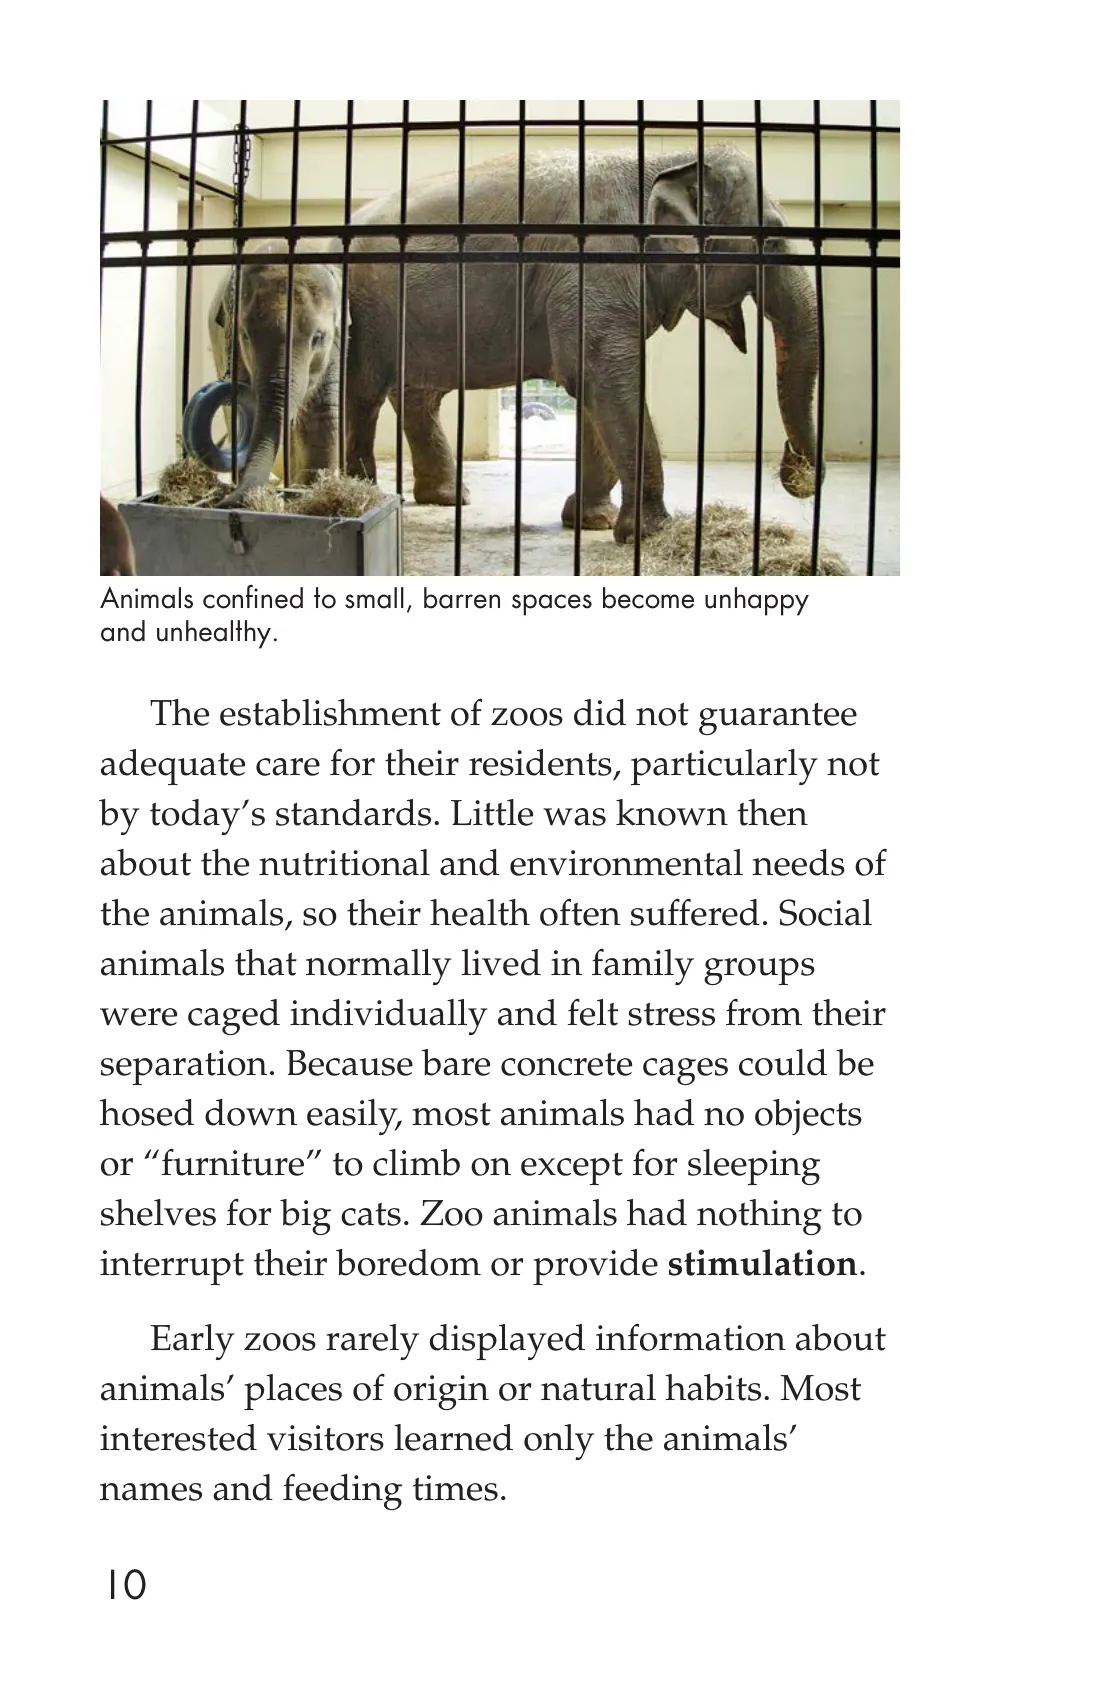 Animals confined to small, barren spaces become unhappy
and unhealthy.
The establishment of zoos did not guarantee
adequate care for their residents, particularly not
by today’s standards. Little was known then
about the nutritional and environmental needs of
the animals, so their health often suffered. Social
animals that normally lived in family groups
were caged individually and felt stress from their
separation. Because bare concrete cages could be
hosed down easily, most animals had no objects
or “furniture” to climb on except for sleeping
shelves for big cats. Zoo animals had nothing to
interrupt their boredom or provide stimulation.
Early zoos rarely displayed information about
animals’ places of origin or natural habits. Most
interested visitors learned only the animals’
names and feeding times.
10